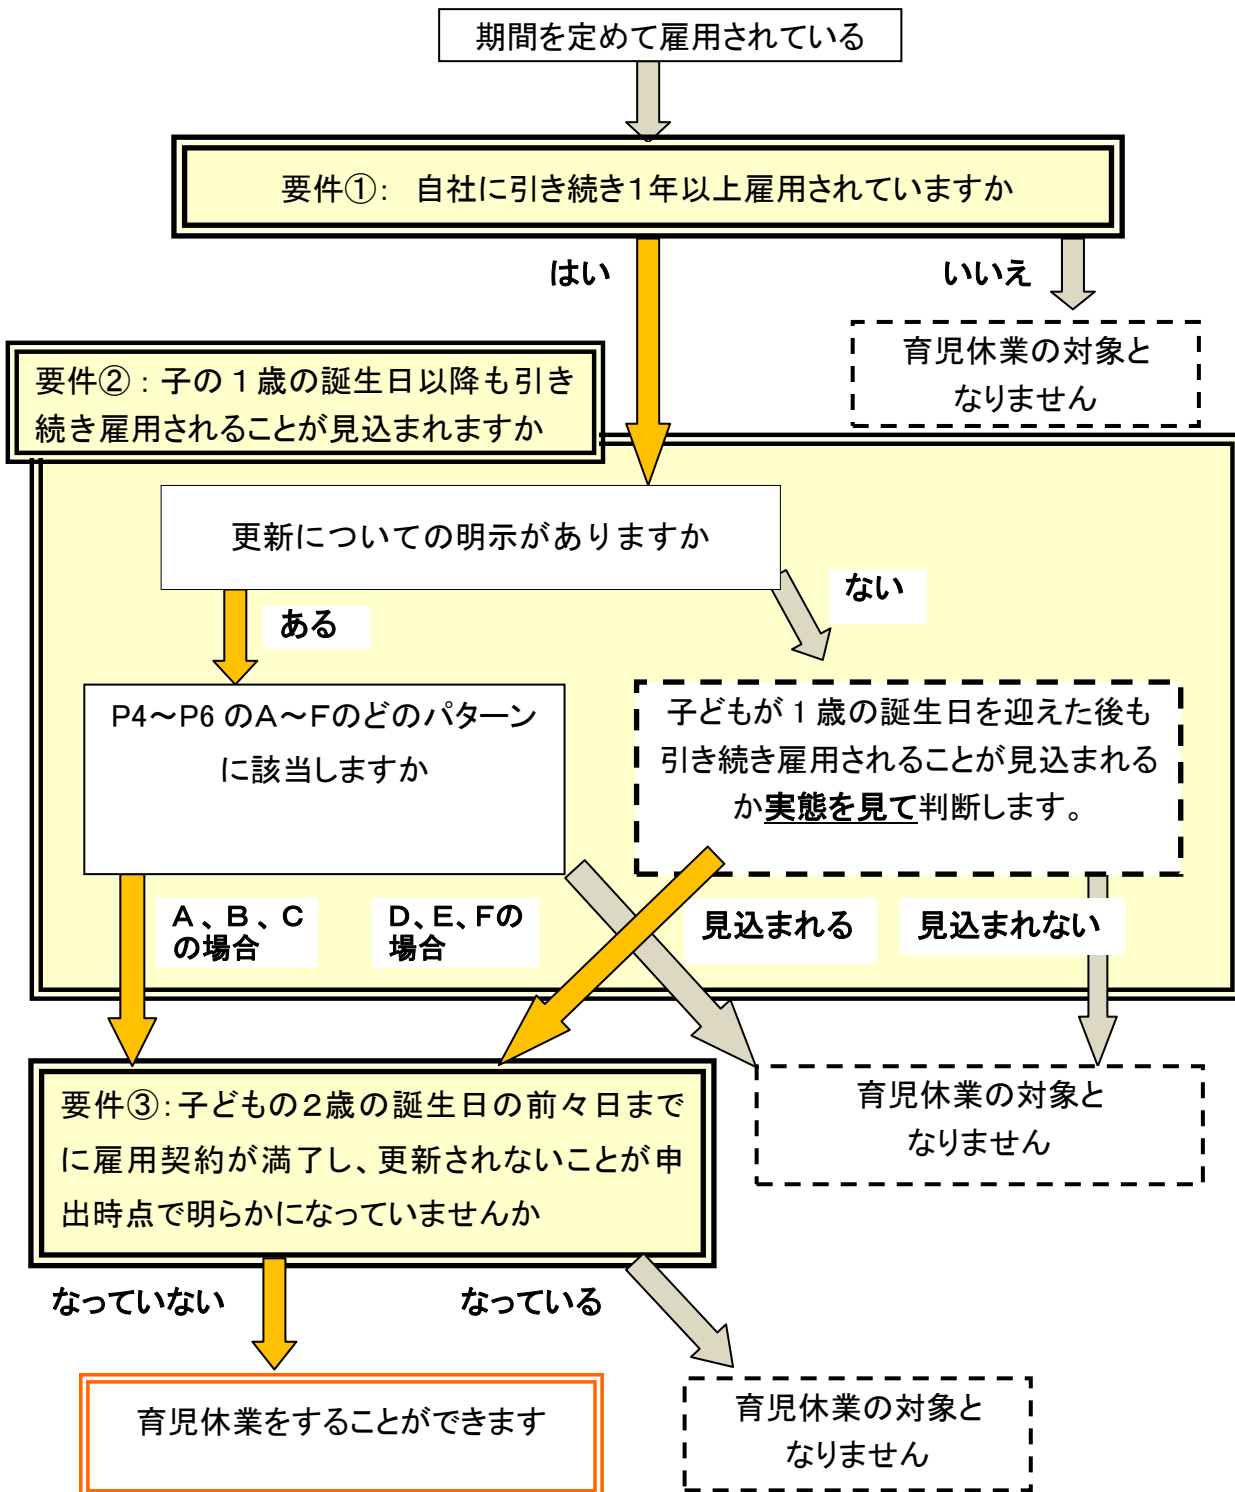 期間を定めて雇用されている
要件①: 自社に引き続き1年以上雇用されていますか
はい
いいえ
育児休業の対象と
なりません
要件②:子の1歳の誕生日以降も引き
続き雇用されることが見込まれますか
更新についての明示がありますか
ある
ない
P4～P6 のA～Fのどのパターン
に該当しますか
子どもが1歳の誕生日を迎えた後も
引き続き雇用されることが見込まれる
か実態を見て判断します。
A、B、C
の場合
D、E、Fの
場合
見込まれる
見込まれない
要件③:子どもの2歳の誕生日の前々日まで
に雇用契約が満了し、更新されないことが申
出時点で明らかになっていませんか
育児休業の対象と
なりません
なっていない
なっている
育児休業をすることができます
育児休業の対象と
なりません